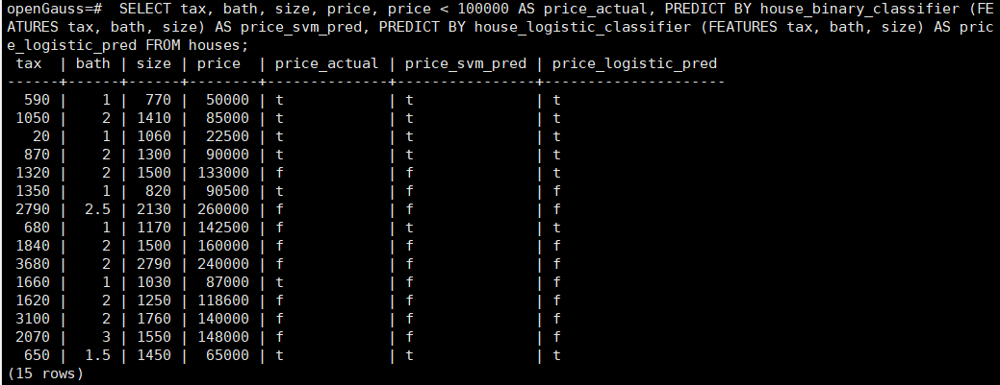 openGauss=#  SELECT tax, bath, size, price, price < 100000 AS price_actual, PREDICT BY house_binary_classifier (FE
ATURES tax, bath, size) AS price_svm_pred, PREDICT BY house_logistic_classifier (FEATURES tax, bath, size) AS pric
e_logistic_pred FROM houses;
 tax  | bath | size | price  | price_actual | price_svm_pred | price_logistic_pred
------+------+------+--------+--------------+----------------+---------------------
  590 |    1 |  770 |  50000 | t            | t              | t
 1050 |    2 | 1410 |  85000 | t            | t              | t
   20 |    1 | 1060 |  22500 | t            | t              | t
  870 |    2 | 1300 |  90000 | t            | t              | t
 1320 |    2 | 1500 | 133000 | f            | f              | t
 1350 |    1 |  820 |  90500 | t            | f              | f
 2790 |  2.5 | 2130 | 260000 | f            | f              | f
  680 |    1 | 1170 | 142500 | f            | t              | t
 1840 |    2 | 1500 | 160000 | f            | f              | f
 3680 |    2 | 2790 | 240000 | f            | f              | f
 1660 |    1 | 1030 |  87000 | t            | f              | f
 1620 |    2 | 1250 | 118600 | f            | f              | f
 3100 |    2 | 1760 | 140000 | f            | f              | f
 2070 |    3 | 1550 | 148000 | f            | f              | f
  650 |  1.5 | 1450 |  65000 | t            | t              | t
(15 rows)